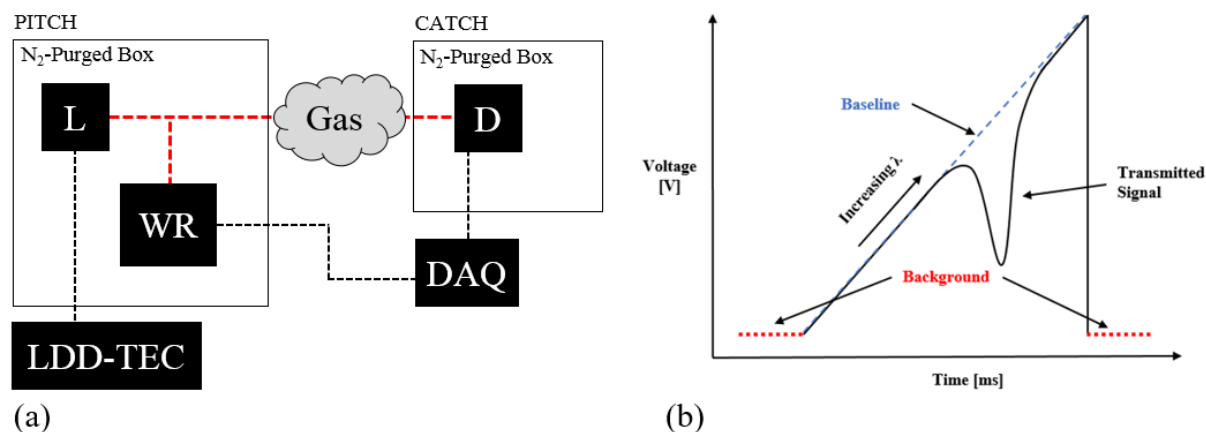 PITCH
N₂-Purged Box
L
WR
LDD-TEC
Gas
CATCH
N₂-Purged Box
D
DAQ
(a)
Voltage
[V]
Baseline
Increasing λ
Transmitted
Signal
Background
Time [ms]
(b)